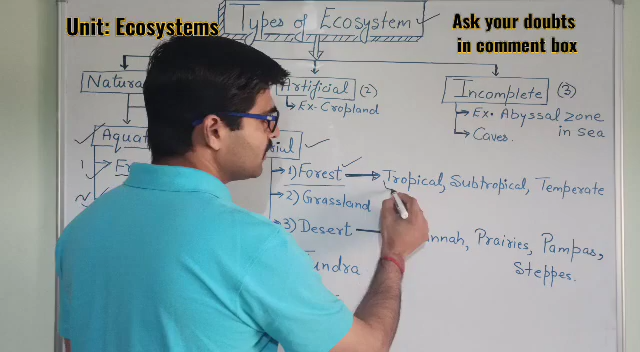 Unit: Ecosystems
Ask your doubts
in comment box
Types of Ecosystem
Artificial (2)
Ex- Cropland
Incomplete (3)
Ex. Abyssal zone
in sea
Caves.
1) Forest
Tropical, Subtropical, Temperate
2) Grassland
3) Desert
Prairies, Pampas,
Steppes.